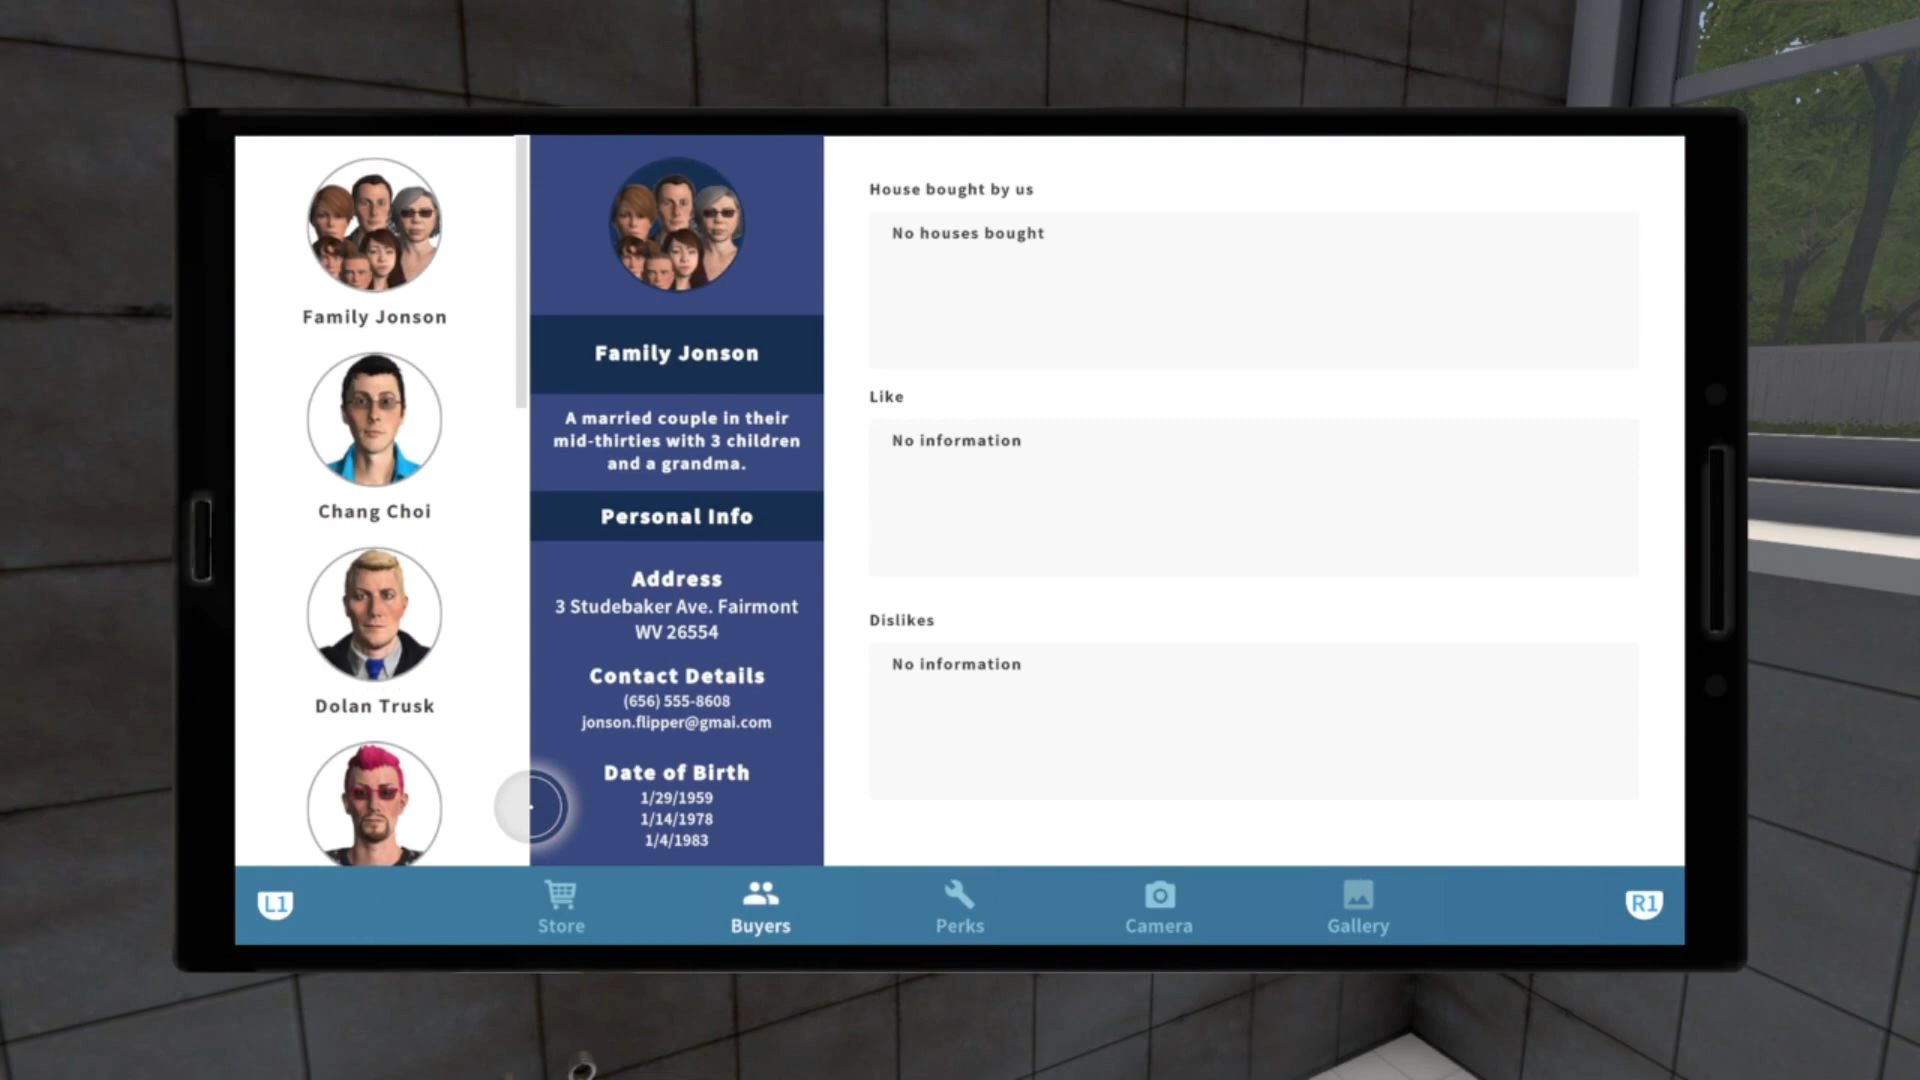 Family Jonson
Chang Choi
Dolan Trusk
Family Jonson
A married couple in their
mid-thirties with 3 children
and a grandma.
Personal Info
Address
3 Studebaker Ave. Fairmont
WV 26554
Contact Details
(656) 555-8608
jonson.flipper@gmai.com
Date of Birth
1/29/1959
1/14/1978
1/4/1983
House bought by us
No houses bought
Like
No information
Dislikes
No information
L1
Store
Buyers
Perks
Camera
Gallery
R1